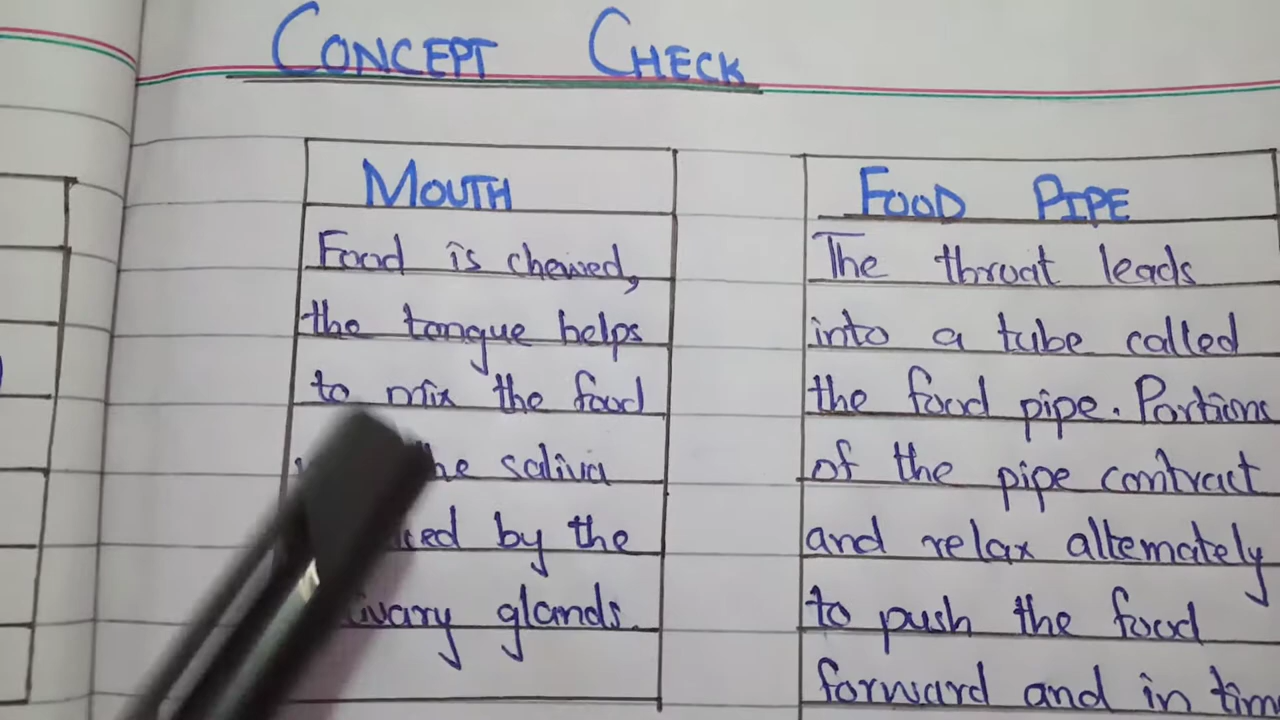 CONCEPT CHECK
MOUTH
Food is chewed,
the tongue helps
to mix the food
the saliva
by the
glands.
FOOD PIPE
The throat leads
into a tube called
the food pipe. Portions
of the pipe contract
and relax alternately
to push the food
forward and in